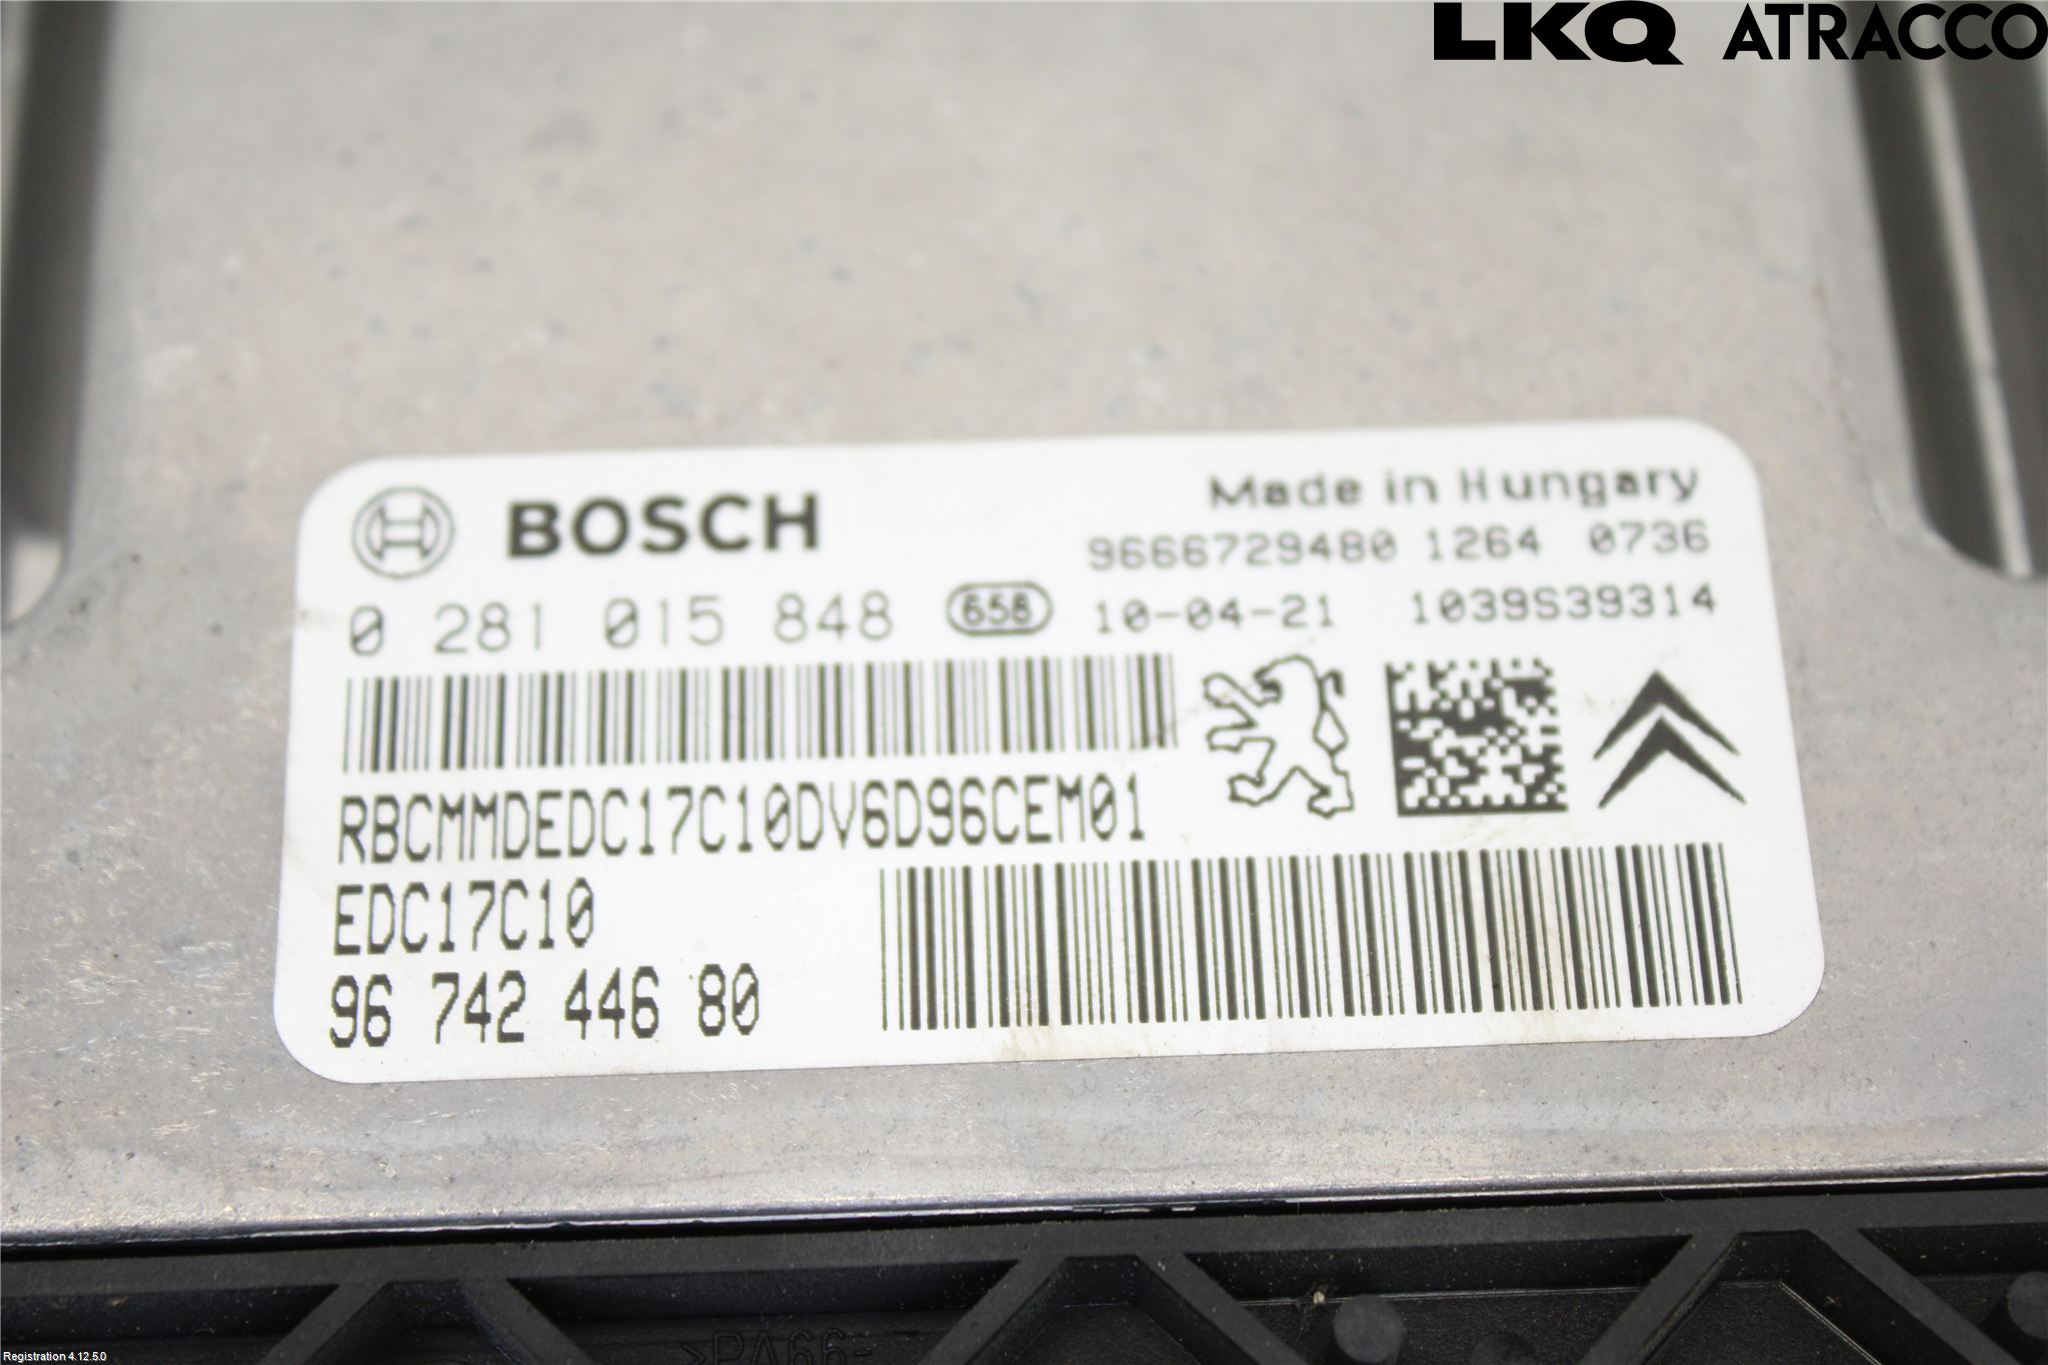 LKQ ATRACCO
BOSCH
Made in Hungary
9666729480 1264 0736
0 281 015 848 658 10-04-21 1039S39314
RBCMMDEDC17C10DV6D96CEM01
EDC17C10
96 742 446 80
>PA66-
Registration 4.12.5.0